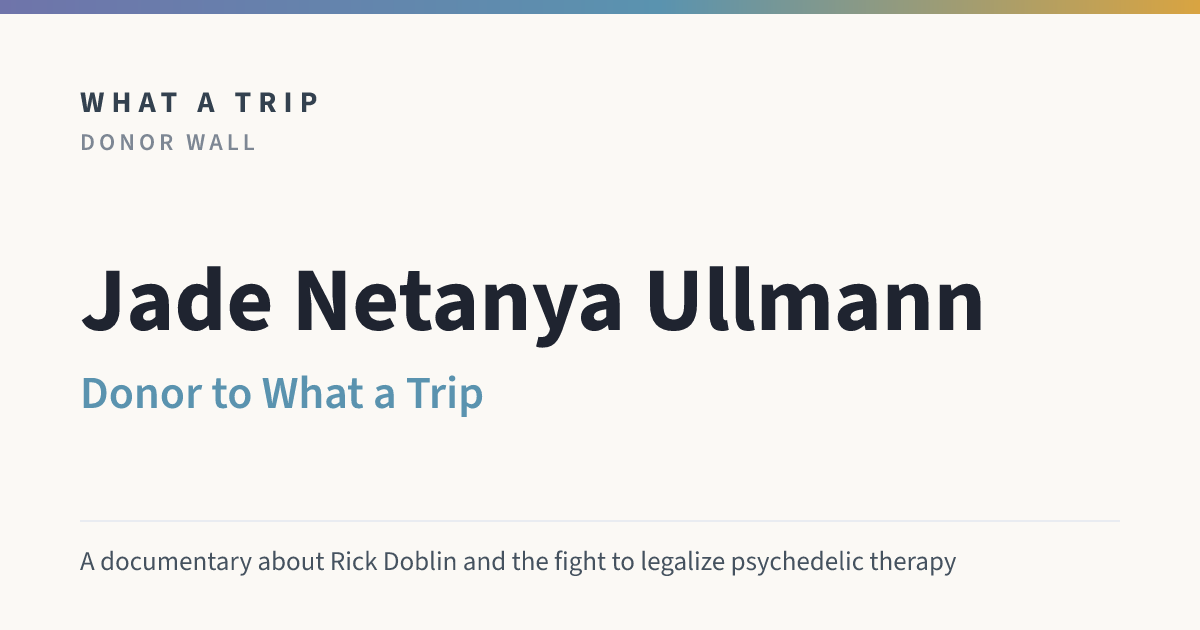 WHAT A TRIP
DONOR WALL
Jade Netanya Ullmann
Donor to What a Trip
A documentary about Rick Doblin and the fight to legalize psychedelic therapy